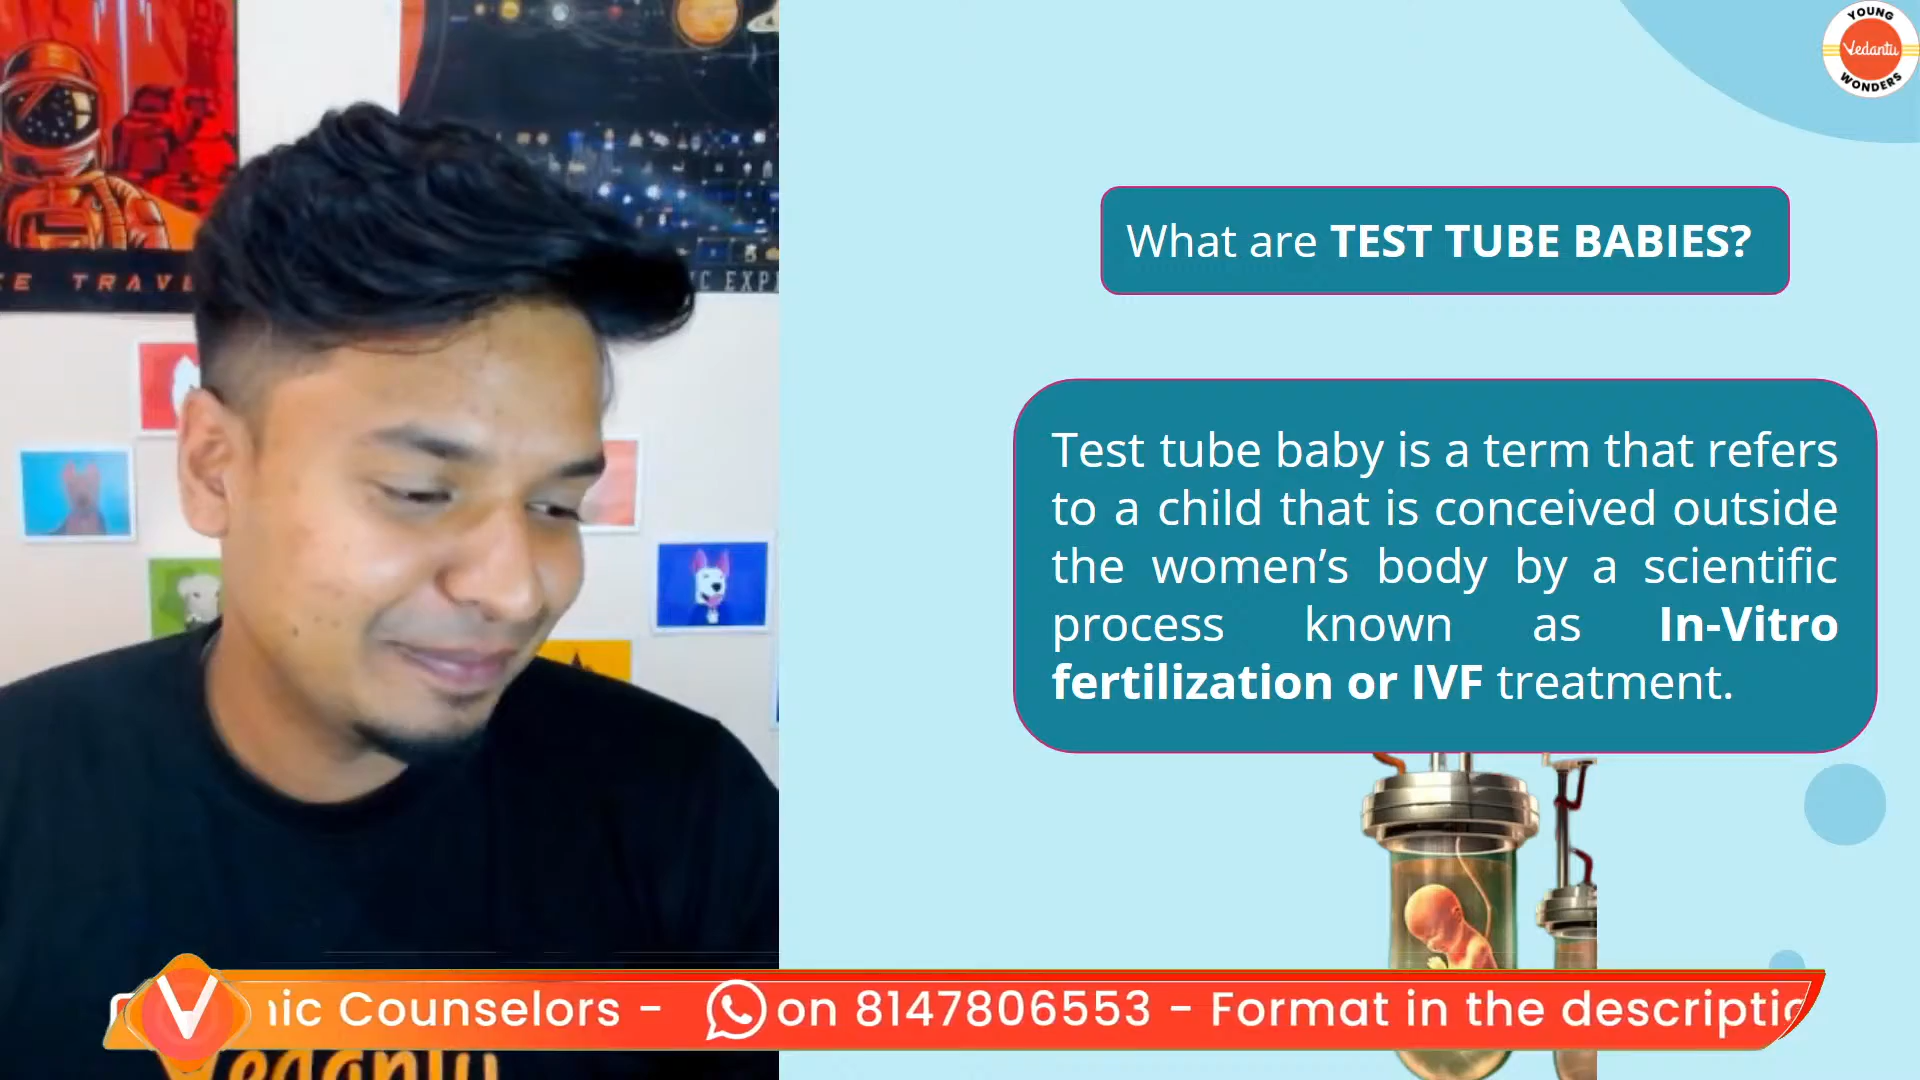 YOUNG
Vedantu
WONDERS
What are TEST TUBE BABIES?
Test tube baby is a term that refers
to a child that is conceived outside
the women’s body by a scientific
process known as In-Vitro
fertilization or IVF treatment.
Counselors - on 8147806553 - Format in the
Vedantu